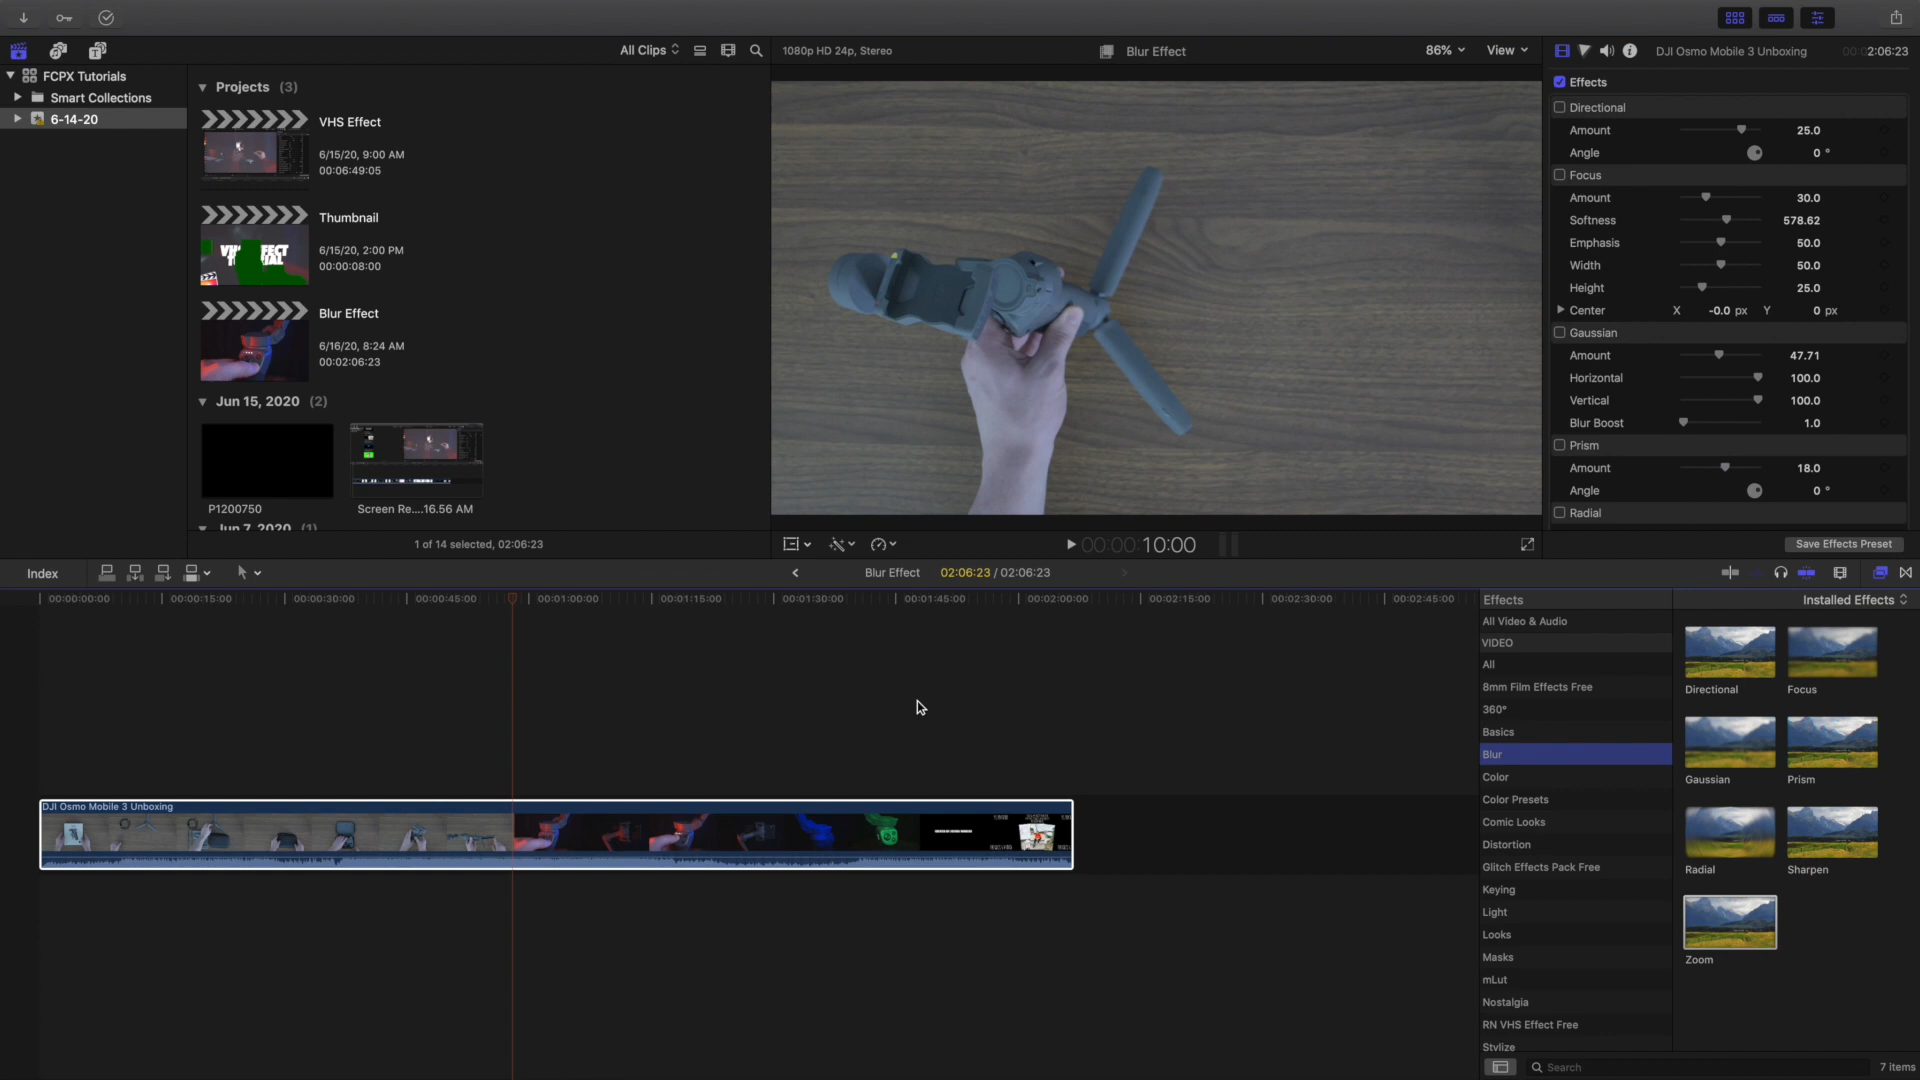 All Clips
1080p HD 24p, Stereo
Blur Effect
86%
View
DJI Osmo Mobile 3 Unboxing
00:00:02:06:23
FCPX Tutorials
Smart Collections
6-14-20
Projects (3)
VHS Effect
6/15/20, 9:00 AM
00:06:49:05
Thumbnail
6/15/20, 2:00 PM
00:00:08:00
Blur Effect
6/16/20, 8:24 AM
00:02:06:23
Jun 15, 2020 (2)
P1200750
Screen Re....16.56 AM
Jun 7, 2020 (1)
1 of 14 selected, 02:06:23
00:00:10:00
Effects
Directional
Amount 25.0
Angle 0 °
Focus
Amount 30.0
Softness 578.62
Emphasis 50.0
Width 50.0
Height 25.0
Center X -0.0 px Y 0 px
Gaussian
Amount 47.71
Horizontal 100.0
Vertical 100.0
Blur Boost 1.0
Prism
Amount 18.0
Angle 0 °
Radial
Save Effects Preset
Index
Blur Effect
02:06:23 / 02:06:23
00:00:00:00
00:00:15:00
00:00:30:00
00:00:45:00
00:01:00:00
00:01:15:00
00:01:30:00
00:01:45:00
00:02:00:00
00:02:15:00
00:02:30:00
00:02:45:00
DJI Osmo Mobile 3 Unboxing
Effects
Installed Effects
All Video & Audio
VIDEO
All
8mm Film Effects Free
360°
Basics
Blur
Color
Color Presets
Comic Looks
Distortion
Glitch Effects Pack Free
Keying
Light
Looks
Masks
mLut
Nostalgia
RN VHS Effect Free
Stylize
Directional
Focus
Gaussian
Prism
Radial
Sharpen
Zoom
Search
7 items